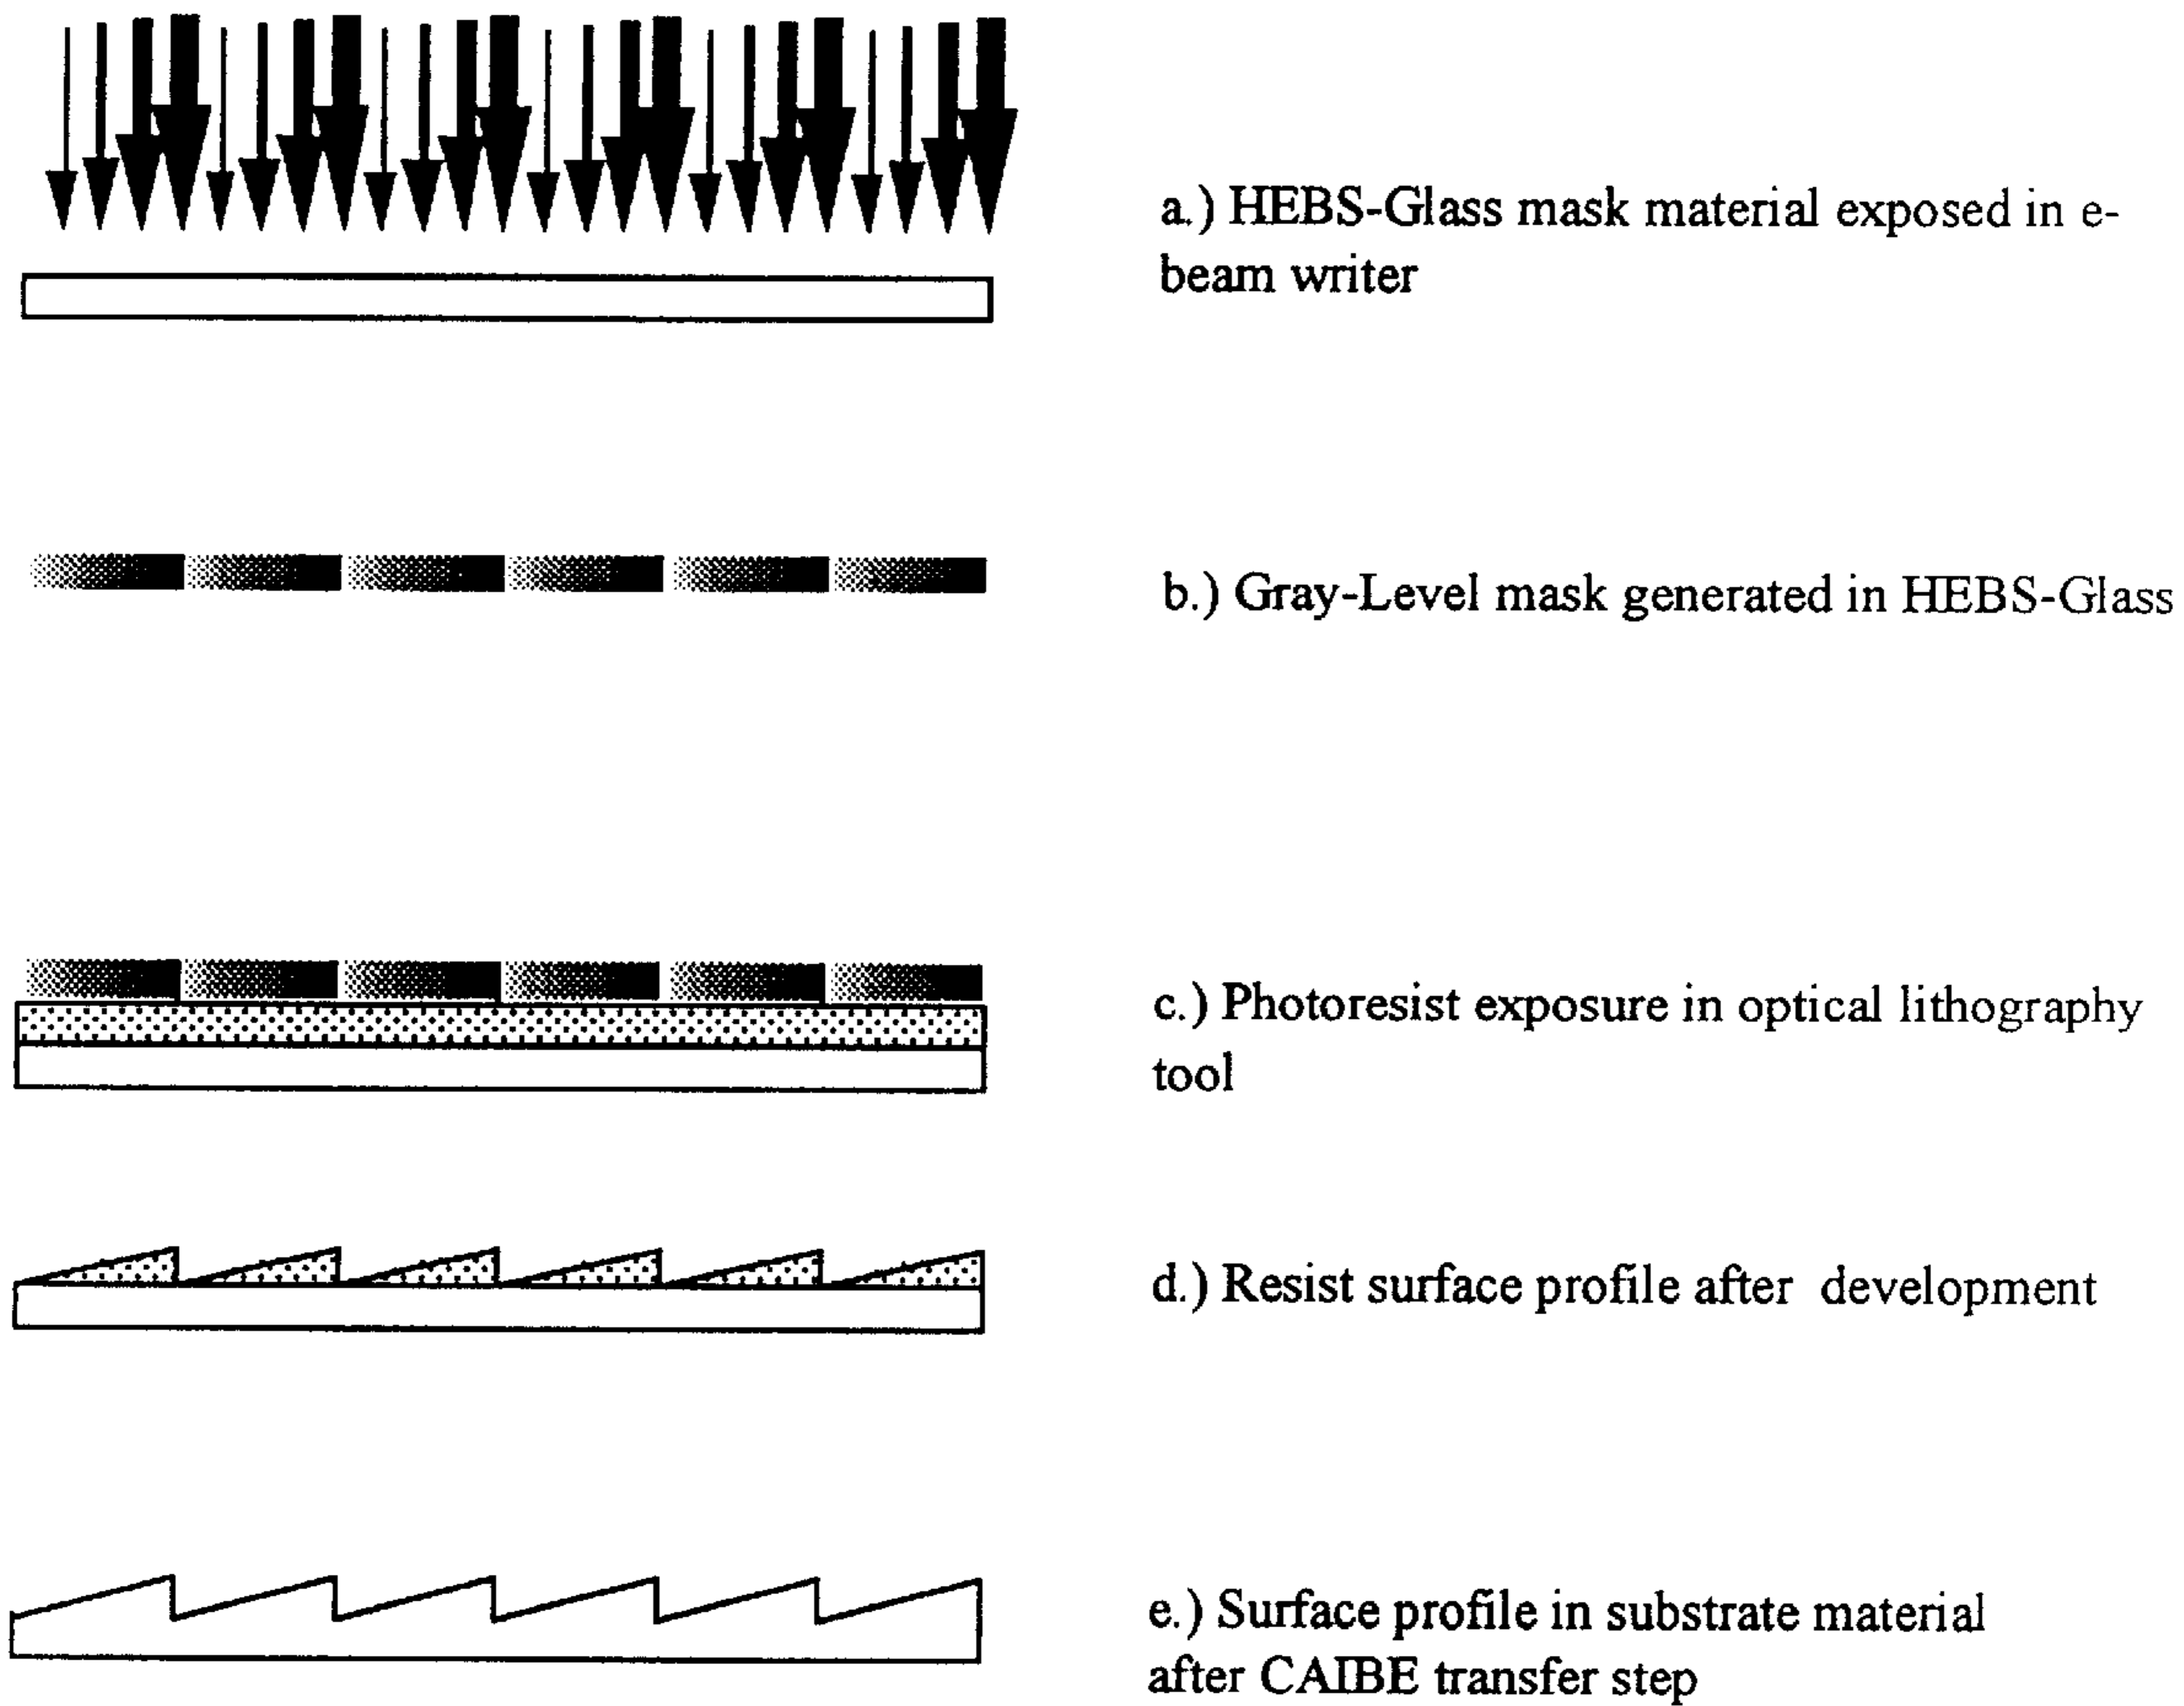 a.) HEBS-Glass mask material exposed in e-
beam writer
b.) Gray-Level mask generated in HEBS-Glass
c.) Photoresist exposure in optical lithography
tool
d.) Resist surface profile after development
e.) Surface profile in substrate material
after CAIBE transfer step